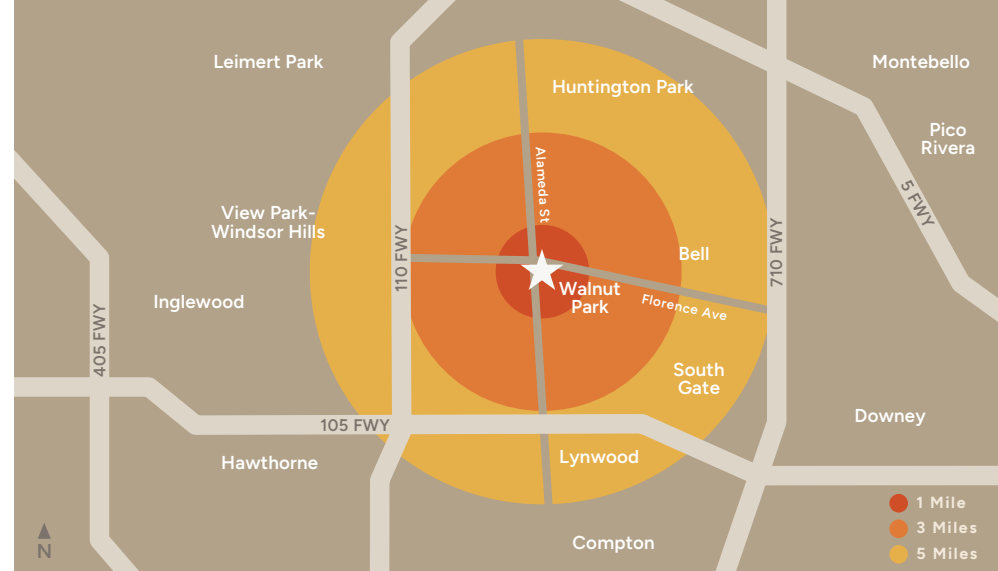 Leimert Park
Montebello
Huntington Park
Pico
Rivera
Alameda St
5 FWY
View Park-
Windsor Hills
110 FWY
710 FWY
Bell
Walnut
Park
Inglewood
Florence Ave
405 FWY
South
Gate
105 FWY
Downey
Hawthorne
Lynwood
1 Mile
3 Miles
5 Miles
Compton
N